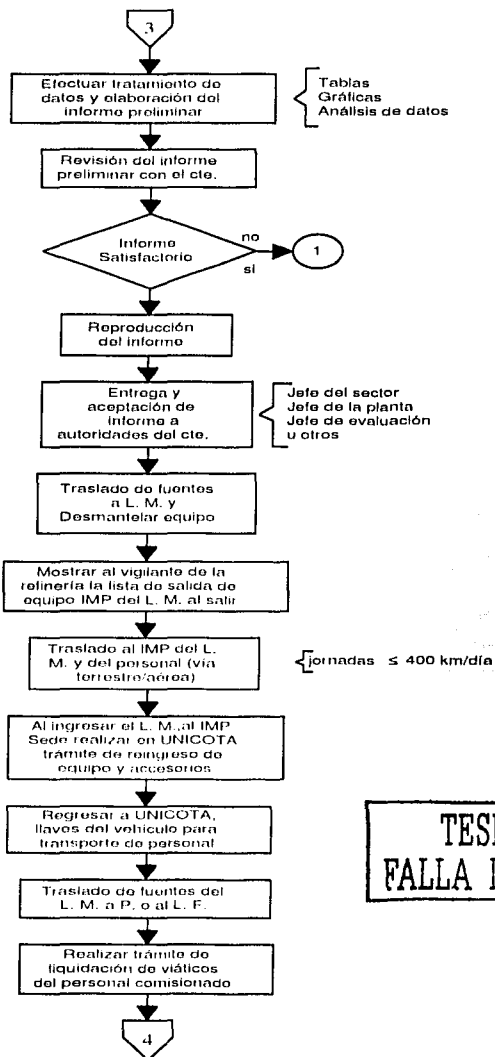 3
Efectuar tratamiento de
datos y elaboración del
informe preliminar
Tablas
Gráficas
Análisis de datos
Revisión del informe
preliminar con el cte.
Informe
Satisfactorio
no
si
1
Reproducción
del informe
Entrega y
aceptación de
informe a
autoridades del cte.
Jefe del sector
Jefe de la planta
Jefe de evaluación
u otros
Traslado de fuentes
a L. M. y
Desmantelar equipo
Mostrar al vigilante de la
refinería la lista de salida de
equipo IMP del L. M. al salir
Traslado al IMP del L.
M. y del personal (vía
terrestre/aérea)
jornadas ≤ 400 km/día
Al ingresar el L. M., al IMP
Sede realizar en UNICOTA
trámite de reingreso de
equipo y accesorios
Regresar a UNICOTA,
llaves del vehículo para
transporte de personal
TESI
FALLA
Traslado de fuentes del
L. M. a P. o al L. F.
Realizar trámite de
liquidación de viáticos
del personal comisionado
4